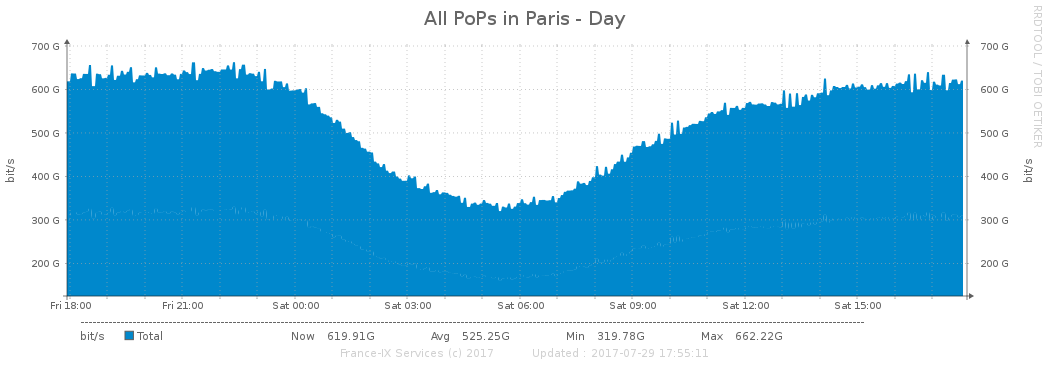 All PoPs in Paris - Day
RRDTOOL / TOBI OETIKER
700 G 700 G
600 G 600 G
500 G 500 G
400 G 400 G
300 G 300 G
200 G 200 G
bit/s bit/s
Fri 18:00 Fri 21:00 Sat 00:00 Sat 03:00 Sat 06:00 Sat 09:00 Sat 12:00 Sat 15:00
bit/s Total Now 619.91G Avg 525.25G Min 319.78G Max 662.22G
France-IX Services (c) 2017 Updated : 2017-07-29 17:55:11